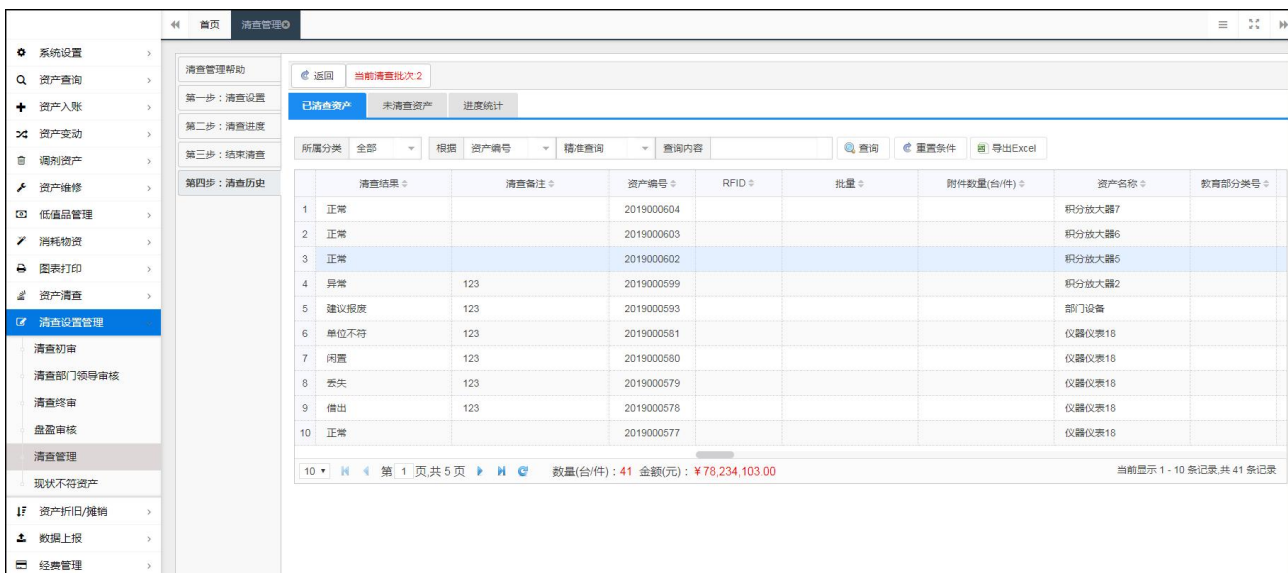 首页 清查管理
系统设置
资产查询
资产入账
资产变动
调剂资产
资产维修
低值品管理
消耗物资
图表打印
资产清查
清查设置管理
清查初审
清查部门领导审核
清查终审
盘盈审核
清查管理
现状不符资产
资产折旧/摊销
数据上报
经费管理
清查管理帮助
第一步：清查设置
第二步：清查进度
第三步：结束清查
第四步：清查历史
返回 当前清查批次:2
已清查资产 未清查资产 进度统计
所属分类 全部 根据 资产编号 精准查询 查询内容 查询 重置条件 导出Excel
清查结果 清查备注 资产编号 RFID 批量 附件数量(台/件) 资产名称 教育部分类号
1 正常 2019000604 积分放大器7
2 正常 2019000603 积分放大器6
3 正常 2019000602 积分放大器5
4 异常 123 2019000599 积分放大器2
5 建议报废 123 2019000593 部门设备
6 单位不符 123 2019000581 仪器仪表18
7 闲置 123 2019000580 仪器仪表18
8 丢失 123 2019000579 仪器仪表18
9 借出 123 2019000578 仪器仪表18
10 正常 2019000577 仪器仪表18
10 第 1 页,共 5 页 数量(台/件)：41 金额(元)：¥78,234,103.00 当前显示 1 - 10 条记录,共 41 条记录